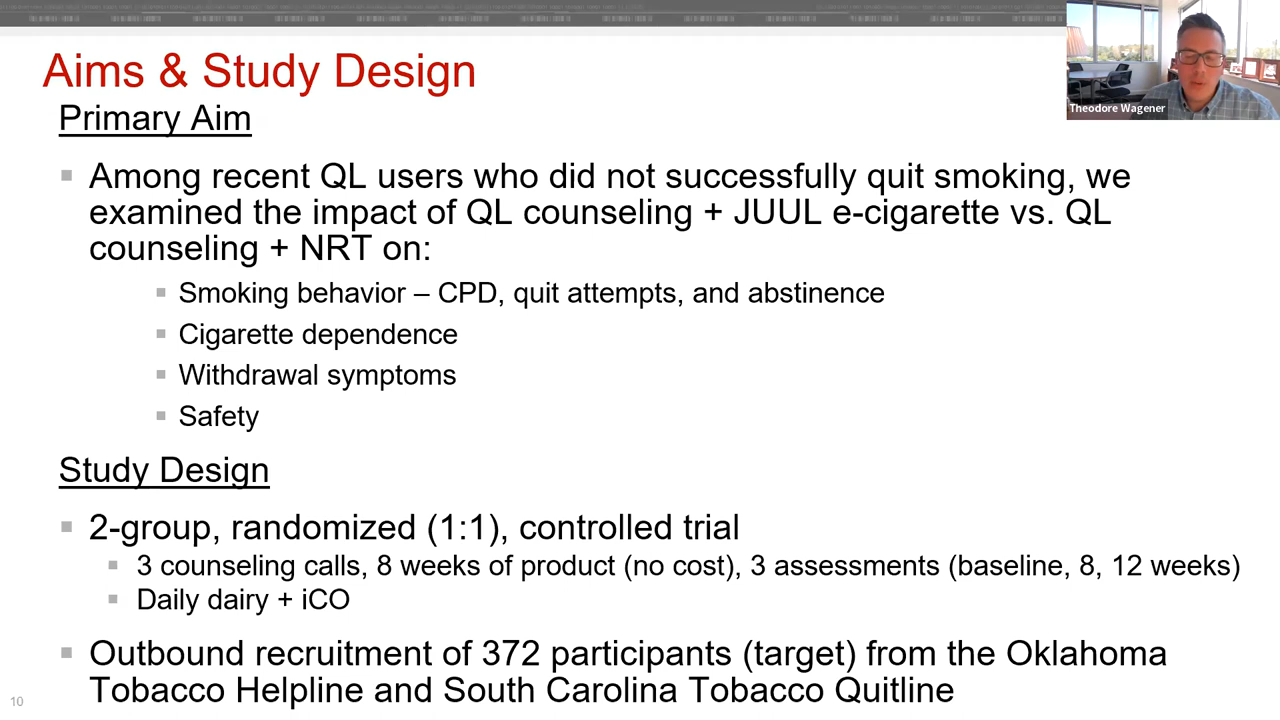 Aims & Study Design
Theodore Wagener
Primary Aim
Among recent QL users who did not successfully quit smoking, we
examined the impact of QL counseling + JUUL e-cigarette vs. QL
counseling + NRT on:
Smoking behavior – CPD, quit attempts, and abstinence
Cigarette dependence
Withdrawal symptoms
Safety
Study Design
2-group, randomized (1:1), controlled trial
3 counseling calls, 8 weeks of product (no cost), 3 assessments (baseline, 8, 12 weeks)
Daily dairy + iCO
Outbound recruitment of 372 participants (target) from the Oklahoma
Tobacco Helpline and South Carolina Tobacco Quitline
10